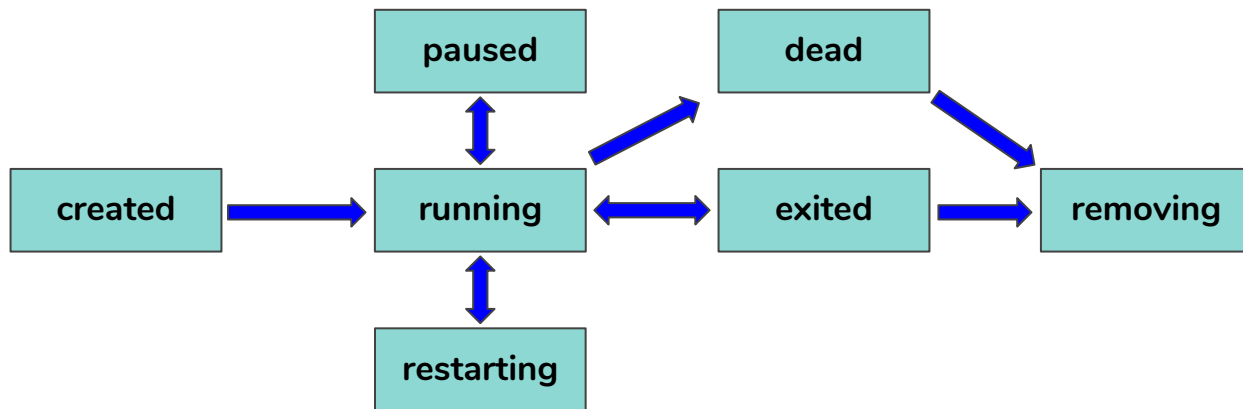 paused
dead
created
running
exited
removing
restarting